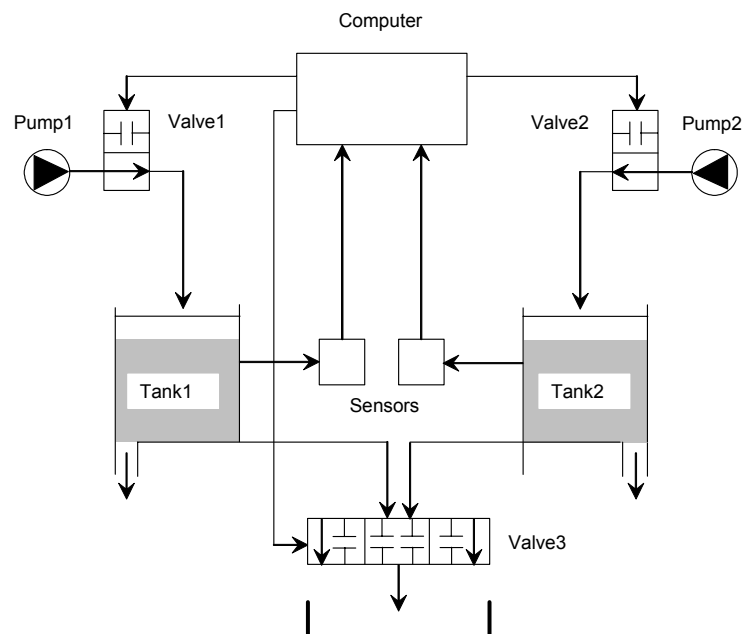 Computer
Pump1
Valve1
Valve2
Pump2
Tank1
Sensors
Tank2
Valve3